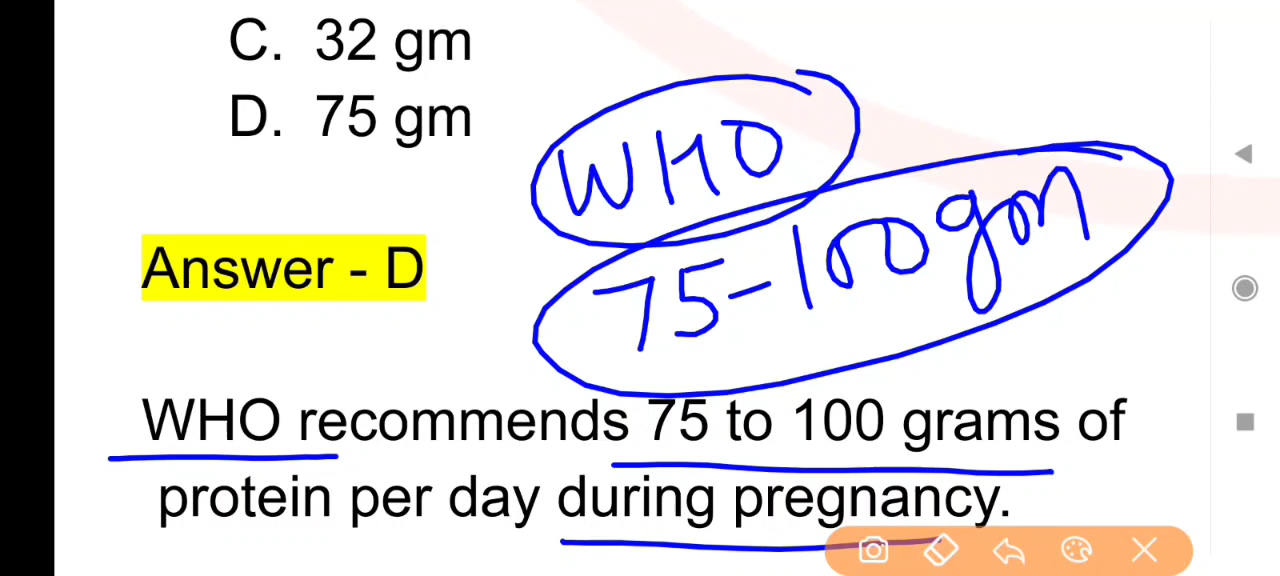 C. 32 gm
D. 75 gm
WHO
Answer - D
75-100gm
WHO recommends 75 to 100 grams of
protein per day during pregnancy.